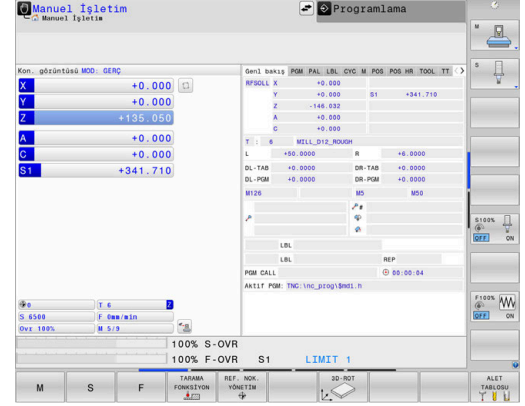 Manuel İşletim
Manuel İşletim
Programlama
Kon. görüntüsü MOD: GERÇ
X +0.000
Y +0.000
Z +135.050
A +0.000
C +0.000
S1 +341.710
0 T 6 Z
S 6500 F 0mm/min
Ovr 100% M 5/9
Genl bakış PGM PAL LBL CYC M POS POS HR TOOL TT
RFSOLL X +0.000
Y +0.000 S1 +341.710
Z -146.032
A +0.000
C +0.000
T : 6 MILL_D12_ROUGH
L +50.0000 R +6.0000
DL-TAB +0.0000 DR-TAB +0.0000
DL-PGM +0.0000 DR-PGM +0.0000
M126 M5 M50
LBL
LBL REP
PGM CALL 00:00:04
Aktif PGM: TNC:\nc_prog\$mdi.h
100% S-OVR
100% F-OVR S1 LIMIT 1
M
S
S100%
OFF ON
F100%
OFF ON
M
S
F
TARAMA FONKSİYON
REF. NOK. YÖNETİM
3D-ROT
ALET TABLOSU